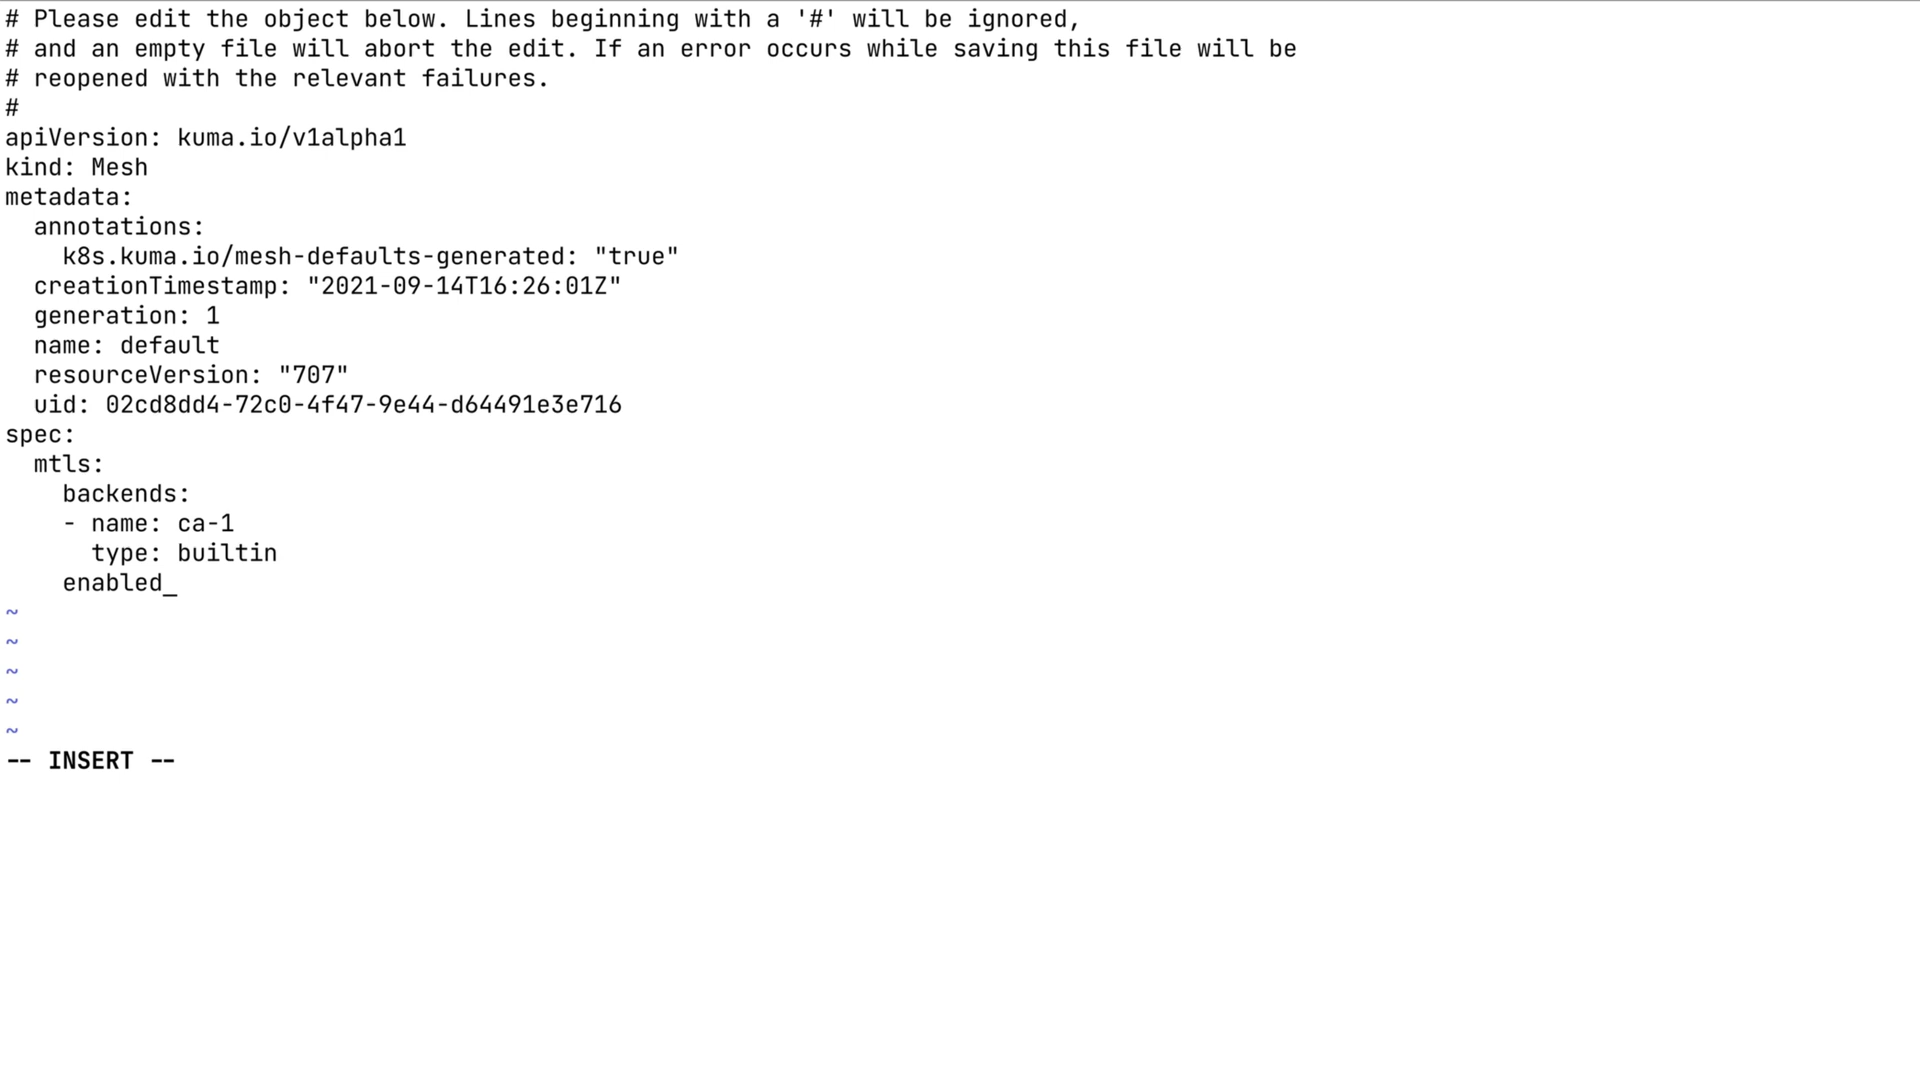 # Please edit the object below. Lines beginning with a '#' will be ignored,
# and an empty file will abort the edit. If an error occurs while saving this file will be
# reopened with the relevant failures.
#
apiVersion: kuma.io/v1alpha1
kind: Mesh
metadata:
  annotations:
    k8s.kuma.io/mesh-defaults-generated: "true"
  creationTimestamp: "2021-09-14T16:26:01Z"
  generation: 1
  name: default
  resourceVersion: "707"
  uid: 02cd8dd4-72c0-4f47-9e44-d64491e3e716
spec:
  mtls:
    backends:
    - name: ca-1
      type: builtin
    enabled_
~
~
~
~
~
-- INSERT --